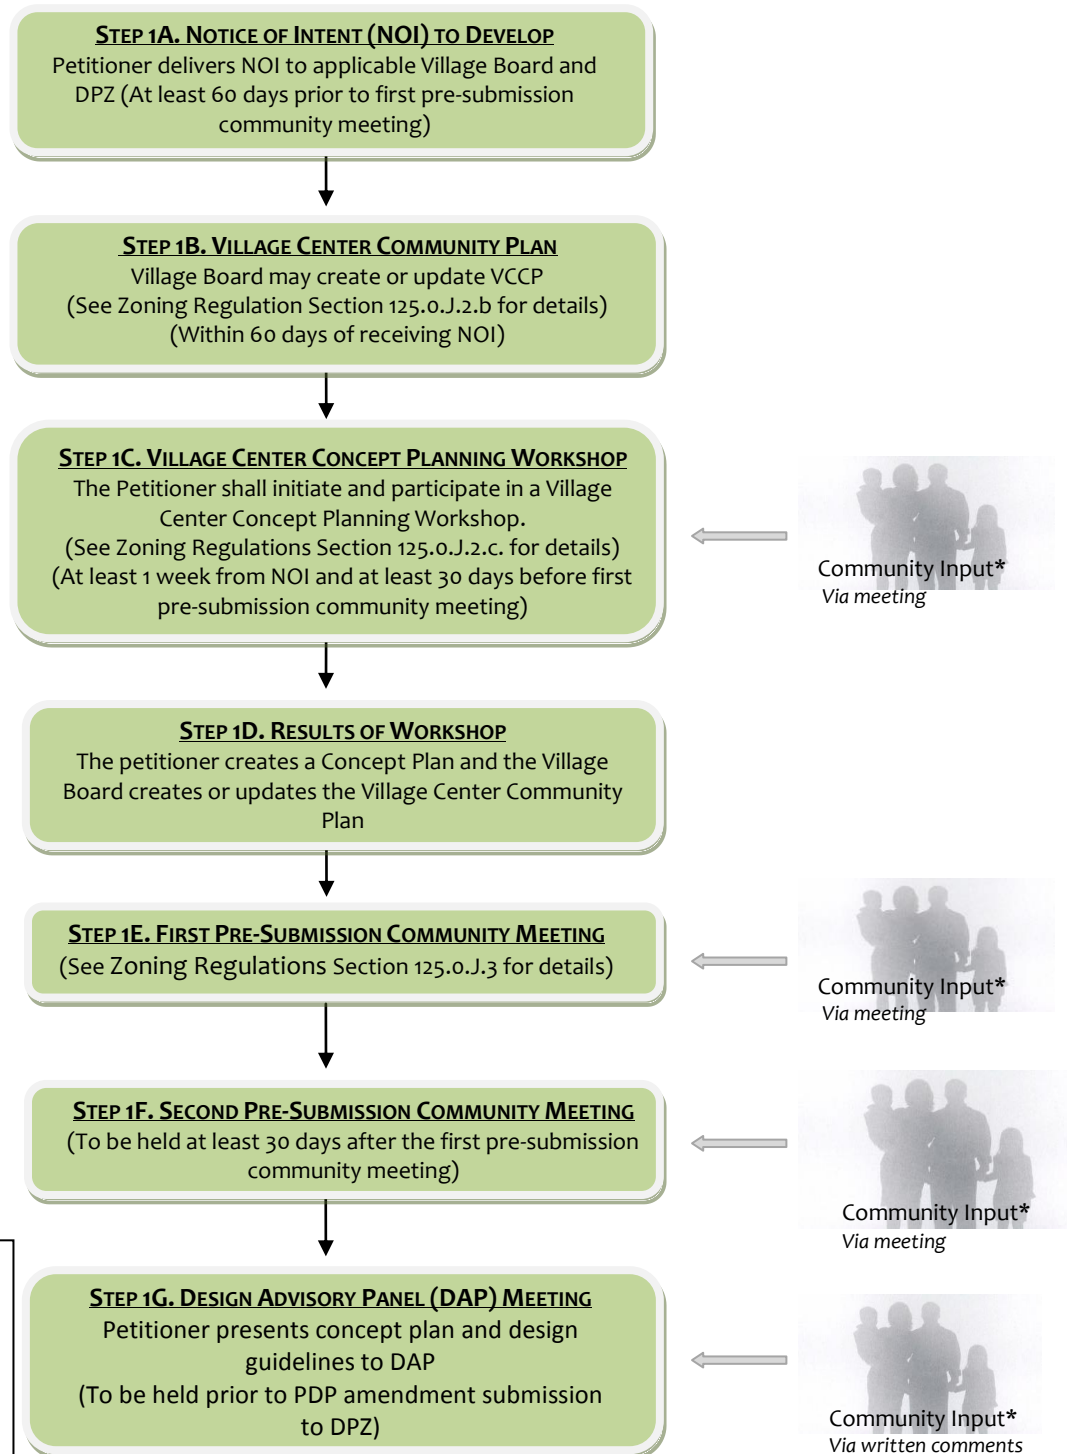 STEP 1A. NOTICE OF INTENT (NOI) TO DEVELOP
Petitioner delivers NOI to applicable Village Board and
DPZ (At least 60 days prior to first pre-submission
community meeting)
STEP 1B. VILLAGE CENTER COMMUNITY PLAN
Village Board may create or update VCCP
(See Zoning Regulation Section 125.0.J.2.b for details)
(Within 60 days of receiving NOI)
STEP 1C. VILLAGE CENTER CONCEPT PLANNING WORKSHOP
The Petitioner shall initiate and participate in a Village
Center Concept Planning Workshop.
(See Zoning Regulations Section 125.0.J.2.c. for details)
(At least 1 week from NOI and at least 30 days before first
pre-submission community meeting)
Community Input*
Via meeting
STEP 1D. RESULTS OF WORKSHOP
The petitioner creates a Concept Plan and the Village
Board creates or updates the Village Center Community
Plan
STEP 1E. FIRST PRE-SUBMISSION COMMUNITY MEETING
(See Zoning Regulations Section 125.0.J.3 for details)
Community Input*
Via meeting
STEP 1F. SECOND PRE-SUBMISSION COMMUNITY MEETING
(To be held at least 30 days after the first pre-submission
community meeting)
Community Input*
Via meeting
STEP 1G. DESIGN ADVISORY PANEL (DAP) MEETING
Petitioner presents concept plan and design
guidelines to DAP
(To be held prior to PDP amendment submission
to DPZ)
Community Input*
Via written comments